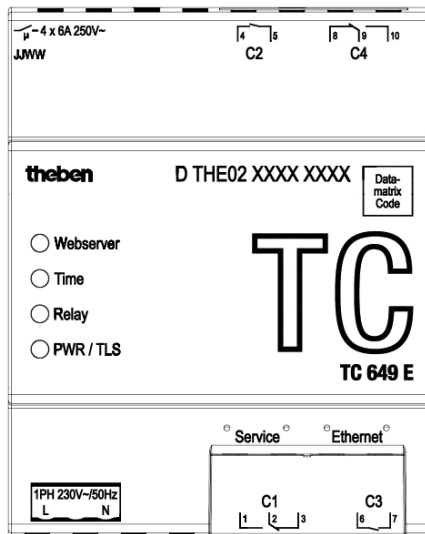 µ – 4 x 6A 250V~
JJWW
4 5
C2
8 9 10
C4
theben
D THE02 XXXX XXXX
Data-
matrix
Code
Webserver
Time
Relay
PWR / TLS
TC
TC 649 E
Service
Ethernet
1PH 230V~/50Hz
L N
C1
1 2 3
C3
6 7